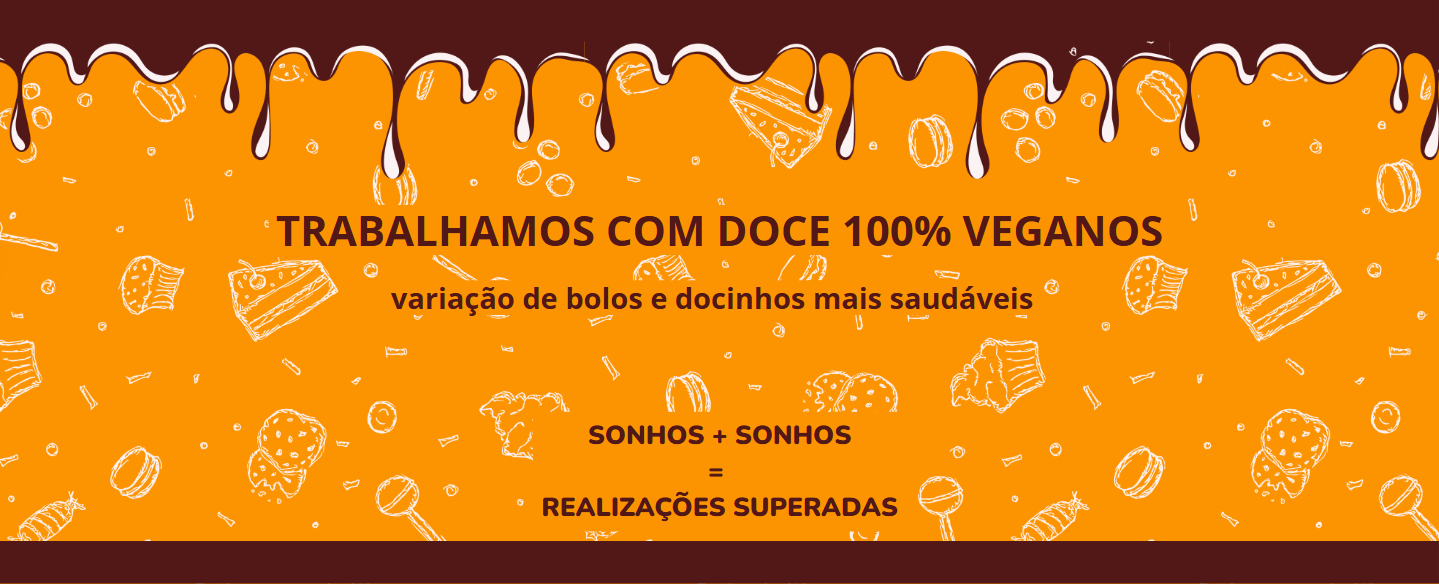 TRABALHAMOS COM DOCE 100% VEGANOS
variação de bolos e docinhos mais saudáveis
SONHOS + SONHOS
=
REALIZAÇÕES SUPERADAS